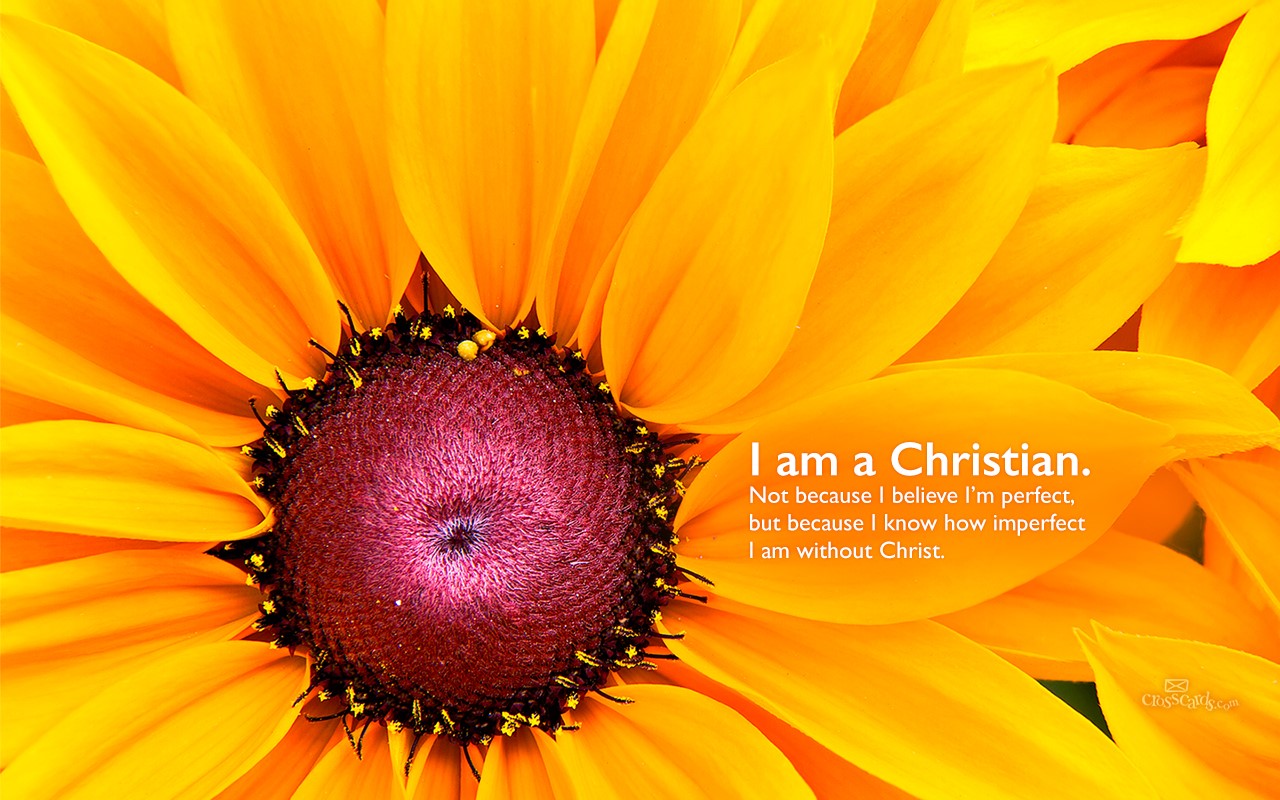 I am a Christian.
Not because I believe I’m perfect,
but because I know how imperfect
I am without Christ.
crosscards.com